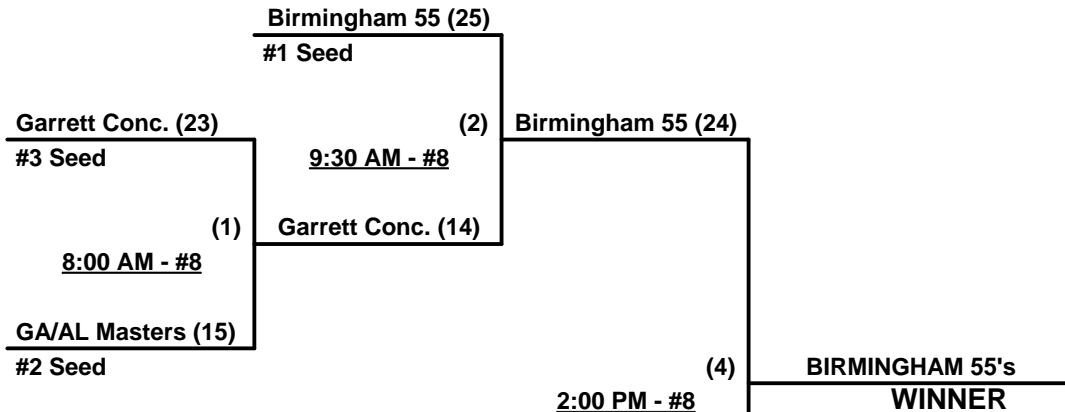 Birmingham 55 (25)
#1 Seed
Garrett Conc. (23)
(2)
Birmingham 55 (24)
#3 Seed
9:30 AM - #8
(1)
Garrett Conc. (14)
8:00 AM - #8
GA/AL Masters (15)
#2 Seed
(4)
BIRMINGHAM 55's
2:00 PM - #8
WINNER